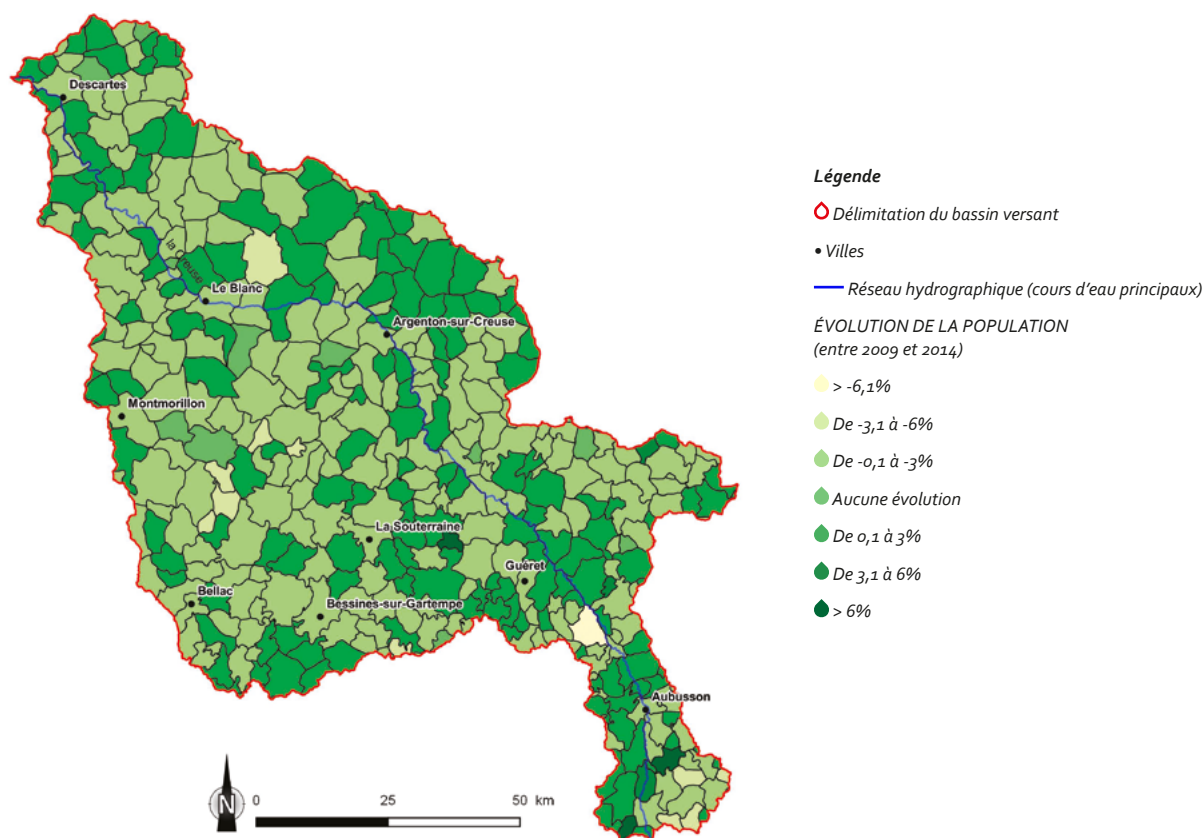 Descartes
la Creuse
Le Blanc
Argenton-sur-Creuse
Montmorillon
La Souterraine
Guéret
Bellac
Bessines-sur-Gartempe
Aubusson
N
0 25 50 km
Légende
Délimitation du bassin versant
Villes
Réseau hydrographique (cours d'eau principaux)
ÉVOLUTION DE LA POPULATION
(entre 2009 et 2014)
> -6,1%
De -3,1 à -6%
De -0,1 à -3%
Aucune évolution
De 0,1 à 3%
De 3,1 à 6%
> 6%